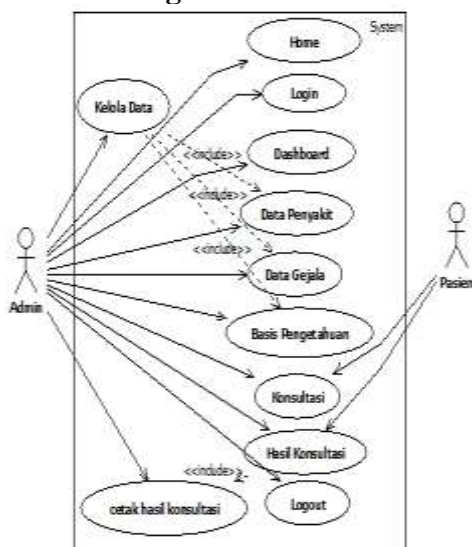 System
Home
Login
Kelola Data
Dashboard
<<include>>
Data Penyakit
<<include>>
<<include>>
Data Gejala
Admin
Pasien
Basis Pengetahuan
Konsultasi
Hasil Konsultasi
<<include>>
cetak hasil konsultasi
Logout